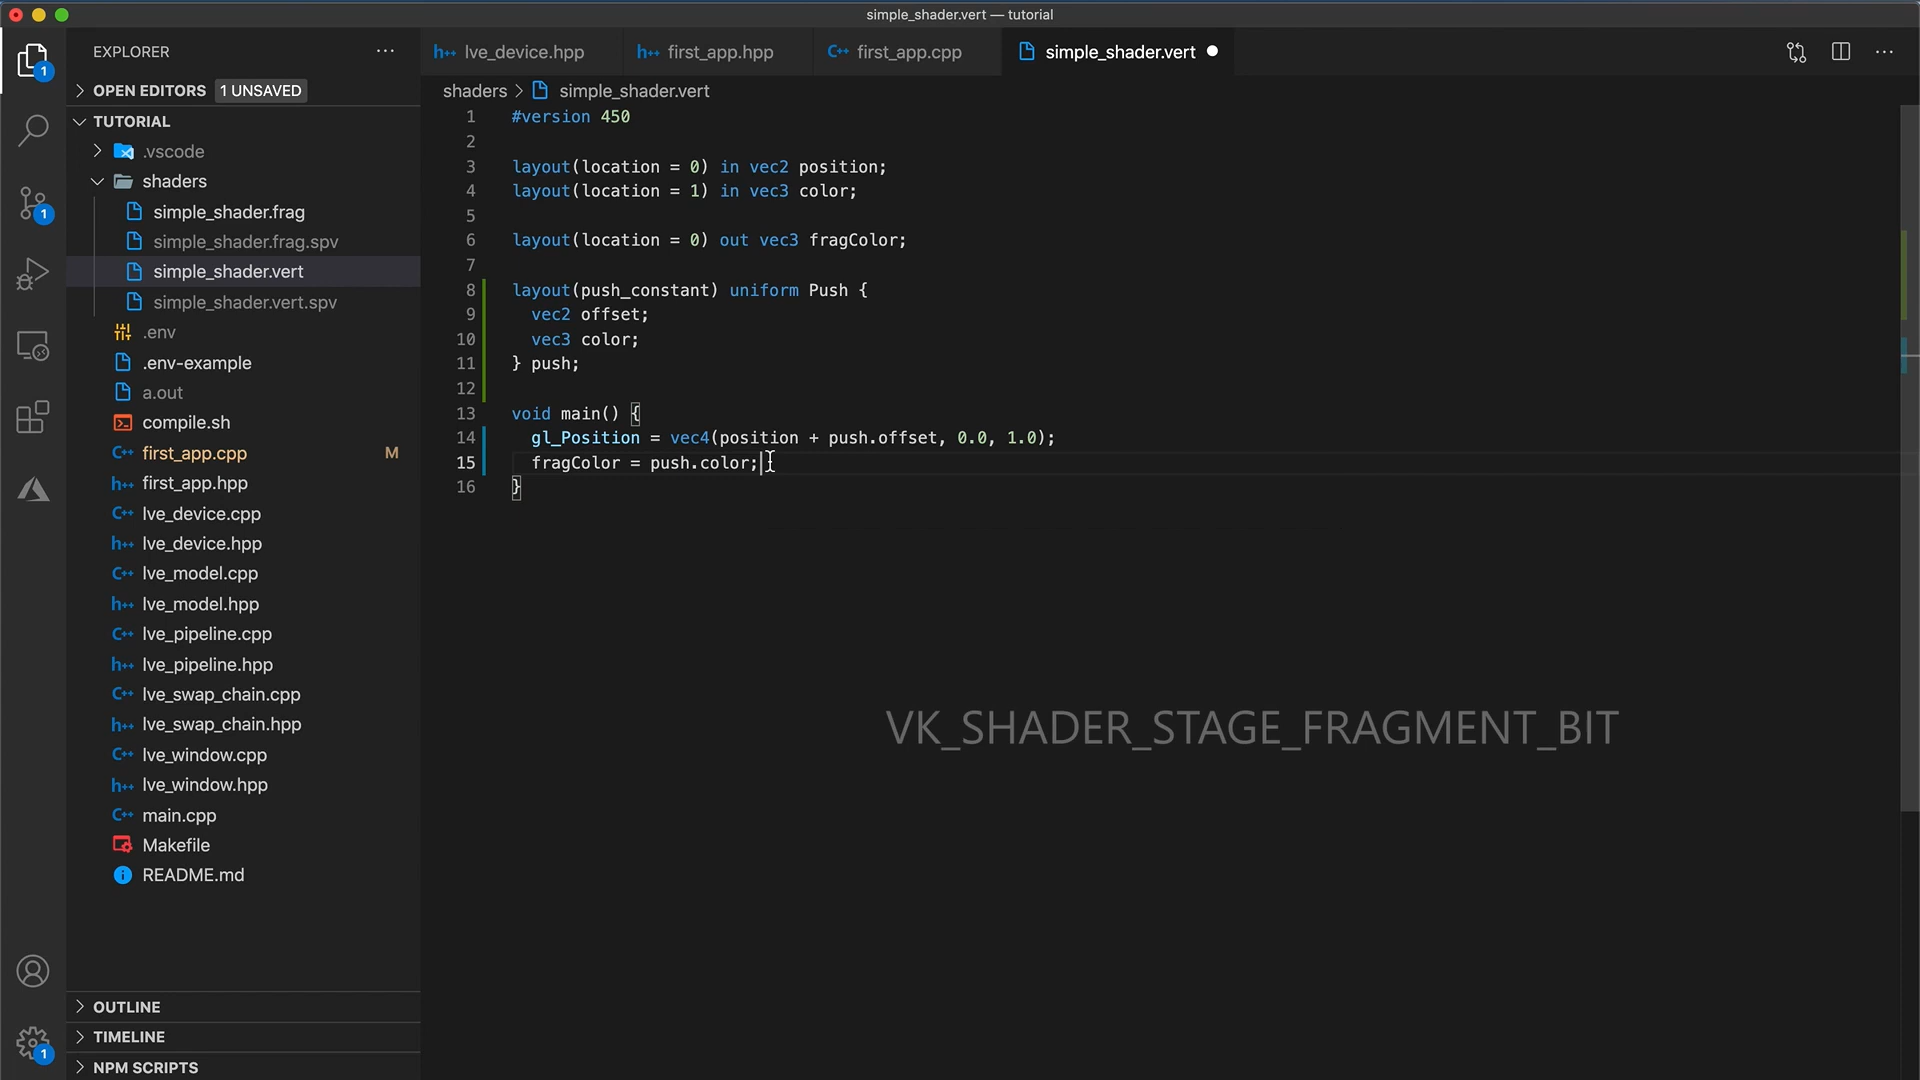 simple_shader.vert — tutorial
EXPLORER
OPEN EDITORS 1 UNSAVED
TUTORIAL
.vscode
shaders
simple_shader.frag
simple_shader.frag.spv
simple_shader.vert
simple_shader.vert.spv
.env
.env-example
a.out
compile.sh
first_app.cpp M
first_app.hpp
lve_device.cpp
lve_device.hpp
lve_model.cpp
lve_model.hpp
lve_pipeline.cpp
lve_pipeline.hpp
lve_swap_chain.cpp
lve_swap_chain.hpp
lve_window.cpp
lve_window.hpp
main.cpp
Makefile
README.md
OUTLINE
TIMELINE
NPM SCRIPTS
1
1
1
lve_device.hpp first_app.hpp first_app.cpp simple_shader.vert
shaders > simple_shader.vert
1 #version 450
2
3 layout(location = 0) in vec2 position;
4 layout(location = 1) in vec3 color;
5
6 layout(location = 0) out vec3 fragColor;
7
8 layout(push_constant) uniform Push {
9 vec2 offset;
10 vec3 color;
11 } push;
12
13 void main() {
14 gl_Position = vec4(position + push.offset, 0.0, 1.0);
15 fragColor = push.color;
16 }
VK_SHADER_STAGE_FRAGMENT_BIT